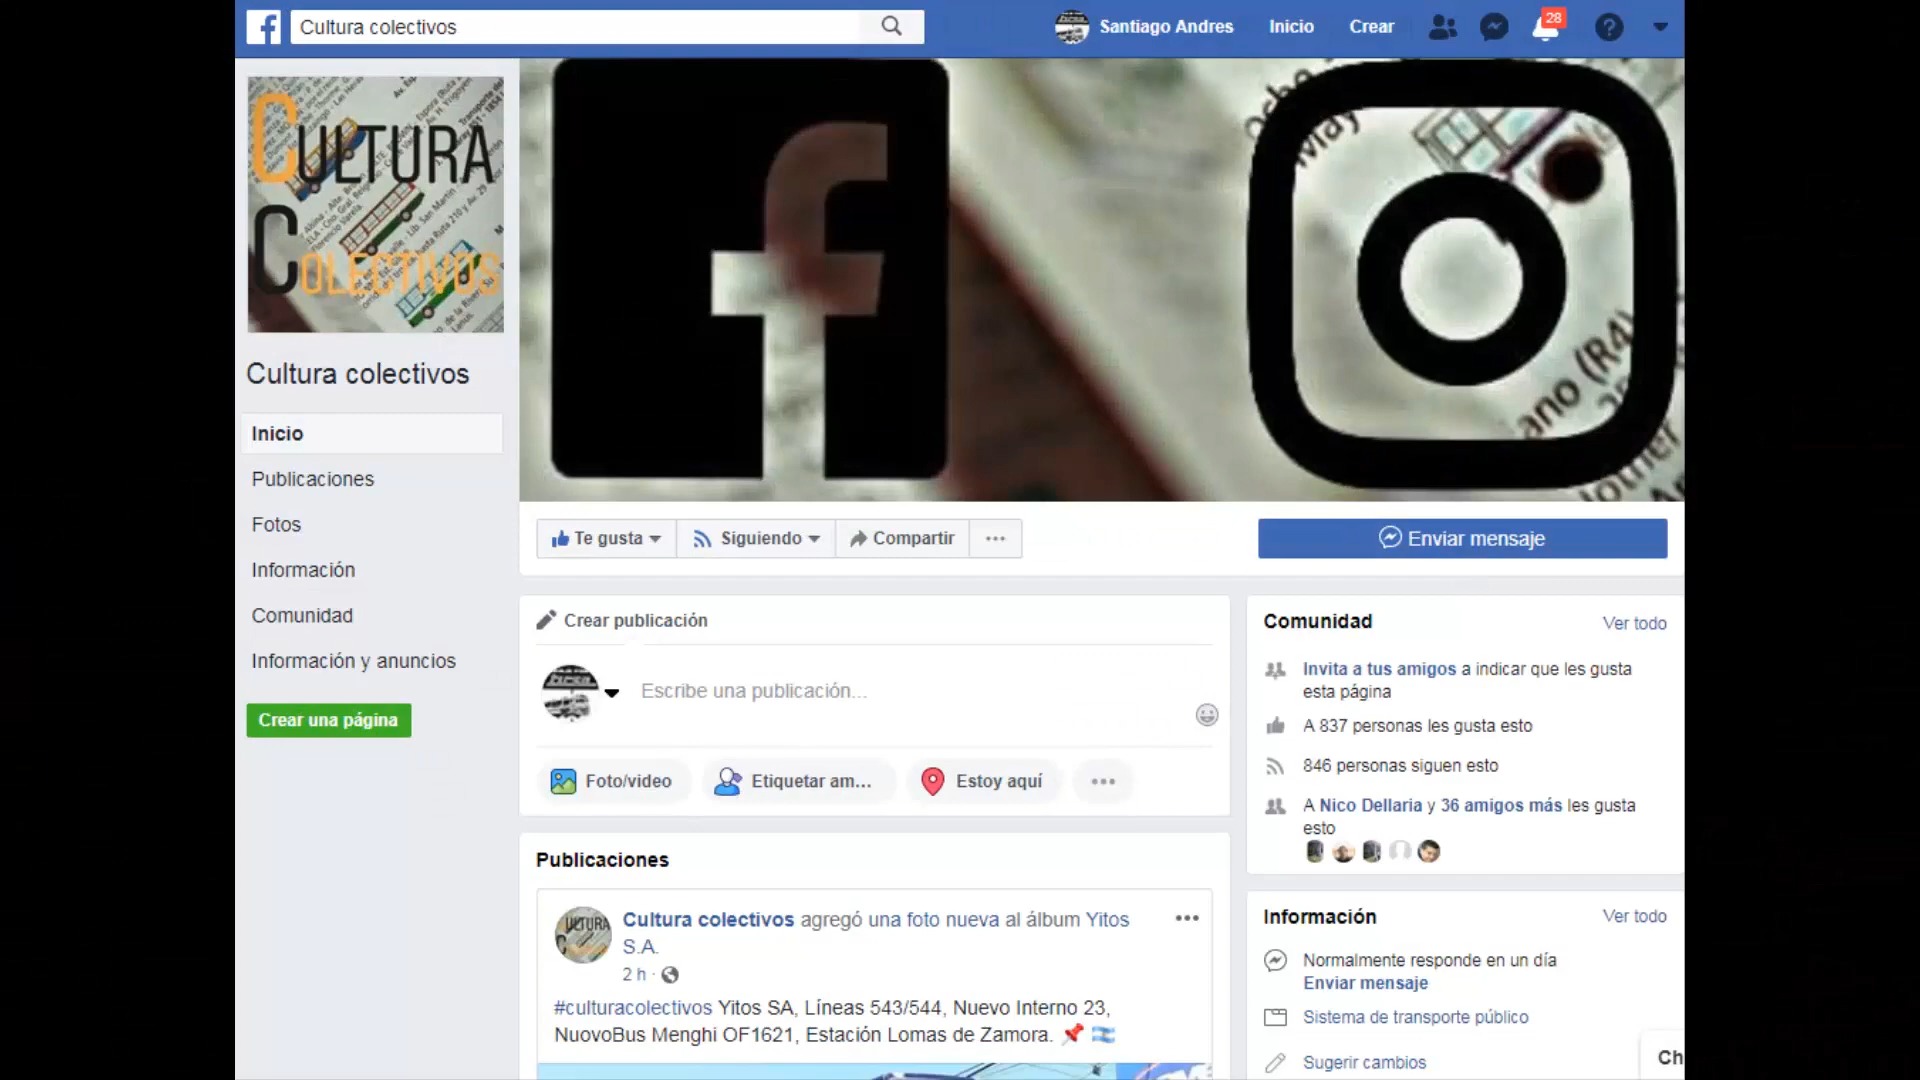 Cultura colectivos
Santiago Andres
Inicio
Crear
28
CULTURA
COLECTIVOS
Cultura colectivos
Inicio
Publicaciones
Fotos
Información
Comunidad
Información y anuncios
Crear una página
Te gusta
Siguiendo
Compartir
Enviar mensaje
Crear publicación
Escribe una publicación...
Foto/video
Etiquetar am...
Estoy aquí
Publicaciones
Cultura colectivos agregó una foto nueva al álbum Yitos
S.A.
2 h ·
#culturacolectivos Yitos SA, Líneas 543/544, Nuevo Interno 23,
NuovoBus Menghi OF1621, Estación Lomas de Zamora.
Comunidad
Ver todo
Invita a tus amigos a indicar que les gusta
esta página
A 837 personas les gusta esto
846 personas siguen esto
A Nico Dellaria y 36 amigos más les gusta
esto
Información
Ver todo
Normalmente responde en un día
Enviar mensaje
Sistema de transporte público
Sugerir cambios
Ch